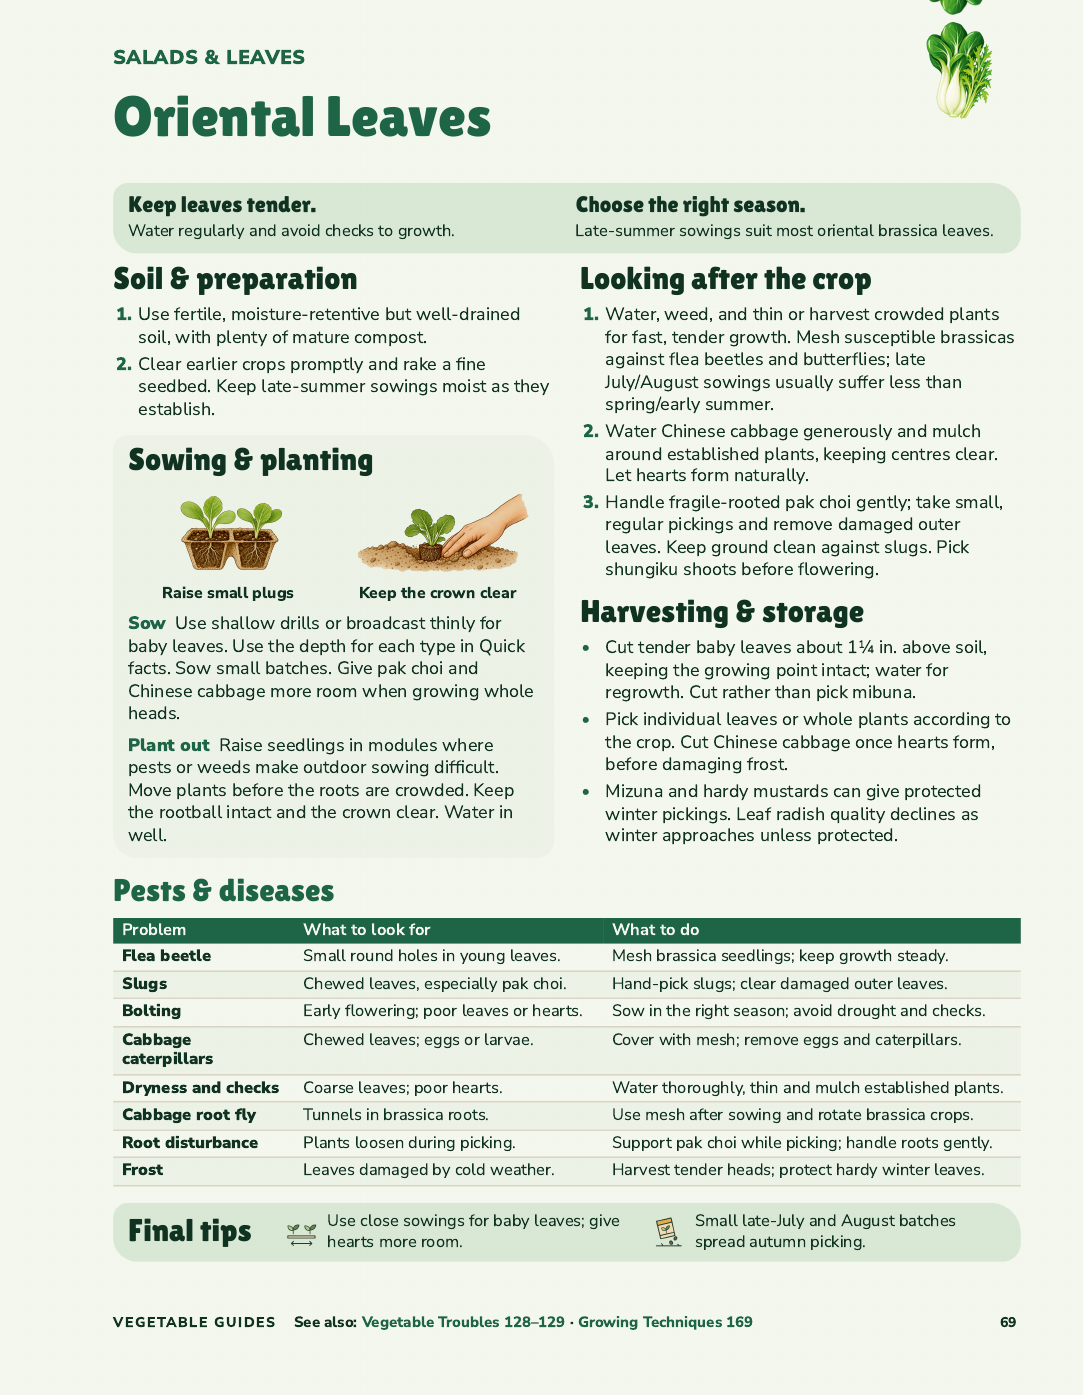 SALADS & LEAVES
Oriental Leaves
Keep leaves tender.
Water regularly and avoid checks to growth.
Choose the right season.
Late-summer sowings suit most oriental brassica leaves.
Soil & preparation
1. Use fertile, moisture-retentive but well-drained
soil, with plenty of mature compost.
2. Clear earlier crops promptly and rake a fine
seedbed. Keep late-summer sowings moist as they
establish.
Sowing & planting
Raise small plugs
Keep the crown clear
Sow Use shallow drills or broadcast thinly for
baby leaves. Use the depth for each type in Quick
facts. Sow small batches. Give pak choi and
Chinese cabbage more room when growing whole
heads.
Plant out Raise seedlings in modules where
pests or weeds make outdoor sowing difficult.
Move plants before the roots are crowded. Keep
the rootball intact and the crown clear. Water in
well.
Looking after the crop
1. Water, weed, and thin or harvest crowded plants
for fast, tender growth. Mesh susceptible brassicas
against flea beetles and butterflies; late
July/August sowings usually suffer less than
spring/early summer.
2. Water Chinese cabbage generously and mulch
around established plants, keeping centres clear.
Let hearts form naturally.
3. Handle fragile-rooted pak choi gently; take small,
regular pickings and remove damaged outer
leaves. Keep ground clean against slugs. Pick
shungiku shoots before flowering.
Harvesting & storage
• Cut tender baby leaves about 1¼ in. above soil,
keeping the growing point intact; water for
regrowth. Cut rather than pick mibuna.
• Pick individual leaves or whole plants according to
the crop. Cut Chinese cabbage once hearts form,
before damaging frost.
• Mizuna and hardy mustards can give protected
winter pickings. Leaf radish quality declines as
winter approaches unless protected.
Pests & diseases
Problem What to look for What to do
Flea beetle Small round holes in young leaves. Mesh brassica seedlings; keep growth steady.
Slugs Chewed leaves, especially pak choi. Hand-pick slugs; clear damaged outer leaves.
Bolting Early flowering; poor leaves or hearts. Sow in the right season; avoid drought and checks.
Cabbage
caterpillars Chewed leaves; eggs or larvae. Cover with mesh; remove eggs and caterpillars.
Dryness and checks Coarse leaves; poor hearts. Water thoroughly, thin and mulch established plants.
Cabbage root fly Tunnels in brassica roots. Use mesh after sowing and rotate brassica crops.
Root disturbance Plants loosen during picking. Support pak choi while picking; handle roots gently.
Frost Leaves damaged by cold weather. Harvest tender heads; protect hardy winter leaves.
Final tips
Use close sowings for baby leaves; give
hearts more room.
Small late-July and August batches
spread autumn picking.
VEGETABLE GUIDES See also: Vegetable Troubles 128–129 · Growing Techniques 169 69